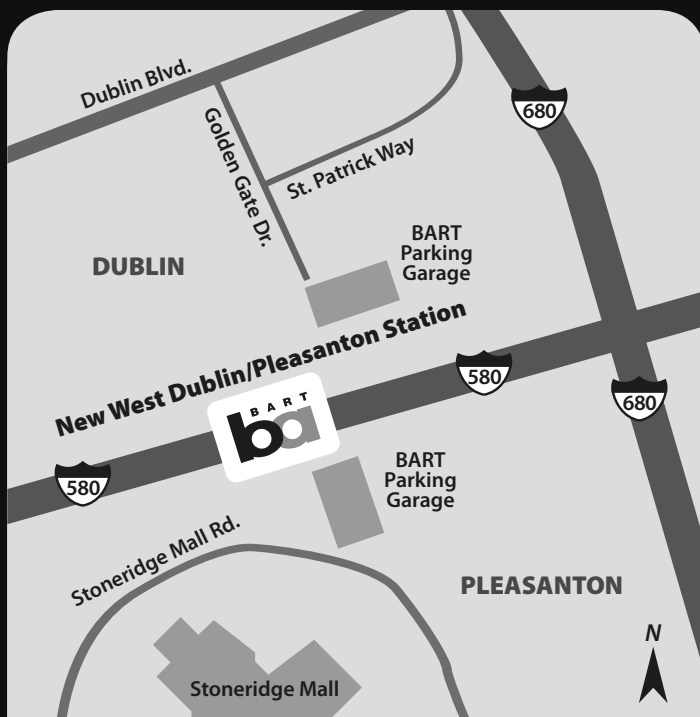 Dublin Blvd.
680
Golden Gate Dr.
St. Patrick Way
BART
Parking
Garage
DUBLIN
New West Dublin/Pleasanton Station
580
680
BART
ba
580
BART
Parking
Garage
Stoneridge Mall Rd.
PLEASANTON
N
Stoneridge Mall